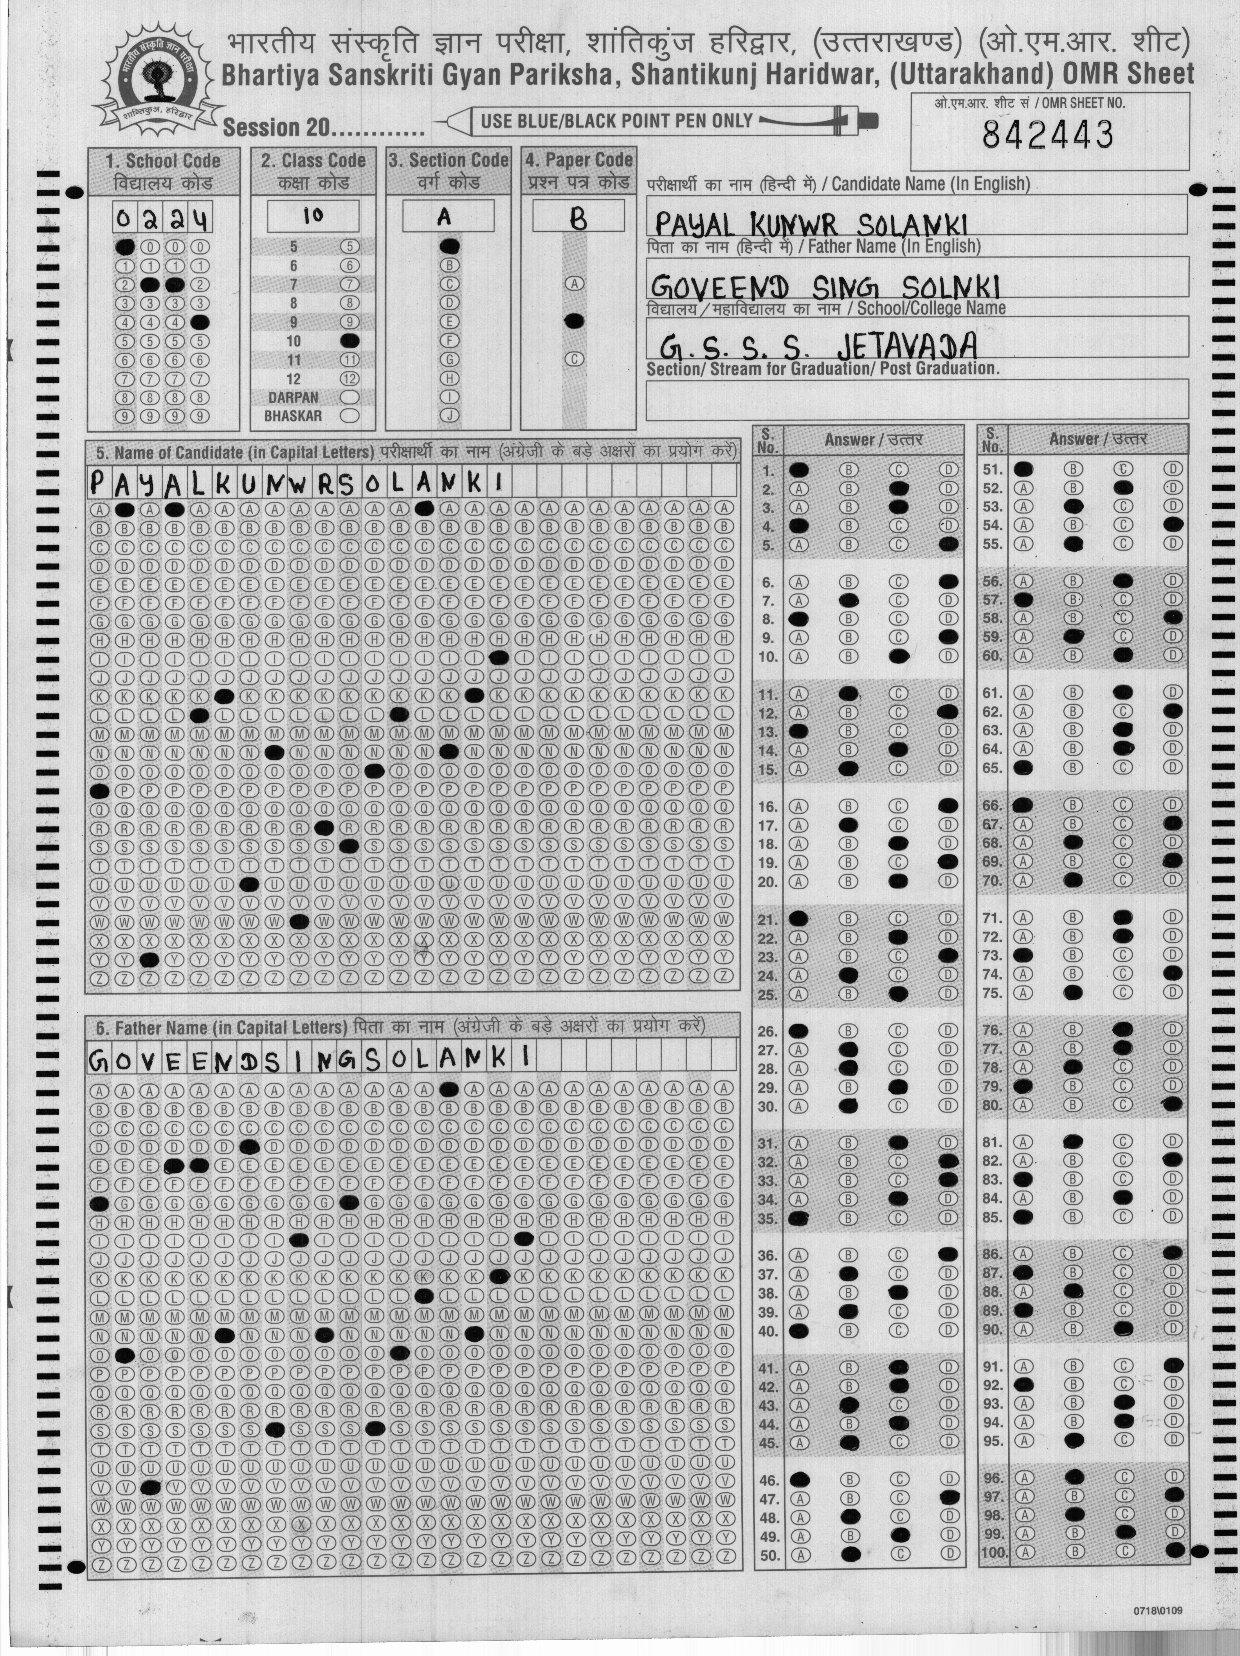 भारतीय संस्कृति ज्ञान परीक्षा, शांतिकुंज हरिद्वार, (उत्तराखण्ड) (ओ.एम.आर. शीट)
Bhartiya Sanskriti Gyan Pariksha, Shantikunj Haridwar, (Uttarakhand) OMR Sheet
Session 20............ USE BLUE/BLACK POINT PEN ONLY
ओ.एम.आर. शीट सं / OMR SHEET NO.
842443
1. School Code
विद्यालय कोड
0 2 2 4
2. Class Code
कक्षा कोड
10
5
6
7
8
9
10
11
12
DARPAN
BHASKAR
3. Section Code
वर्ग कोड
A
4. Paper Code
प्रश्न पत्र कोड
B
परीक्षार्थी का नाम (हिन्दी में) / Candidate Name (In English)
PAYAL KUNWR SOLANKI
पिता का नाम (हिन्दी में) / Father Name (In English)
GOVEEND SING SOLNKI
विद्यालय/महाविद्यालय का नाम / School/College Name
G. S. S. S. JETAVADA
Section/ Stream for Graduation/ Post Graduation.
5. Name of Candidate (in Capital Letters) परीक्षार्थी का नाम (अंग्रेजी के बड़े अक्षरों का प्रयोग करें)
P A Y A L K U N W R S O L A N K I
6. Father Name (in Capital Letters) पिता का नाम (अंग्रेजी के बड़े अक्षरों का प्रयोग करें)
G O V E E N D S I N G S O L A N K I
S. No. Answer / उत्तर
S. No. Answer / उत्तर
0718\0109